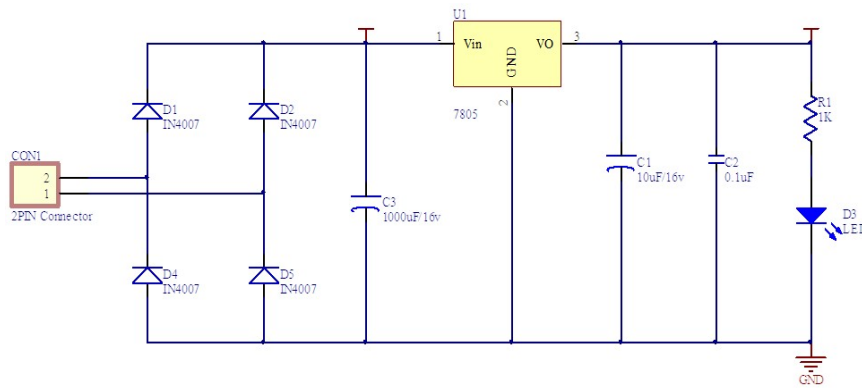 U1
1
Vin
VO
3
GND
2
7805
D1
IN4007
D2
IN4007
R1
1K
CON1
2
1
2PIN Connector
C3
1000uF/16v
C1
10uF/16v
C2
0.1uF
D3
LED
D4
IN4007
D5
IN4007
GND